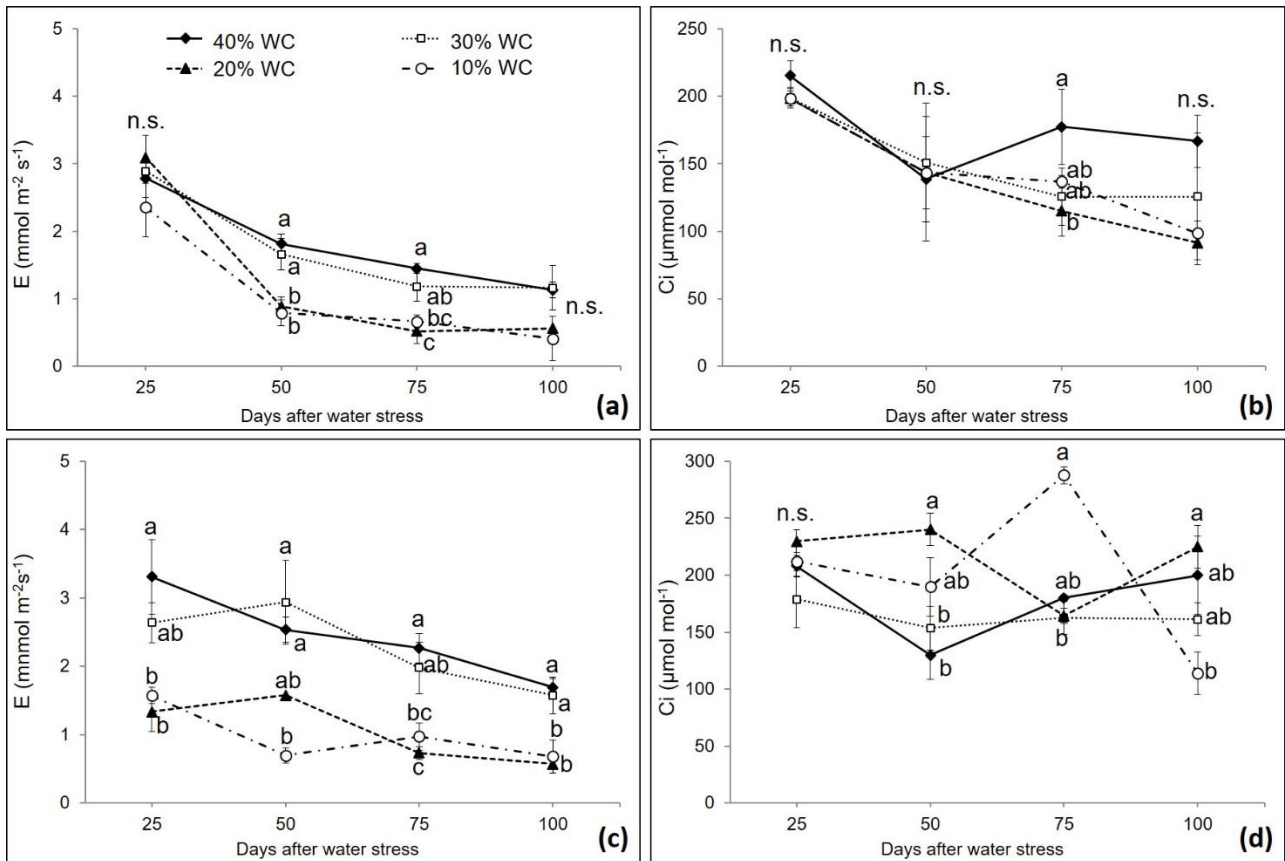 5
4
3
2
1
0
E (mmol m⁻² s⁻¹)
40% WC
30% WC
20% WC
10% WC
n.s.
a
a
b
b
a
ab
bc
c
n.s.
25
50
75
100
Days after water stress
(a)
250
200
150
100
50
0
Ci (µmmol mol⁻¹)
n.s.
n.s.
a
ab
ab
b
n.s.
25
50
75
100
Days after water stress
(b)
5
4
3
2
1
0
E (mnmol m⁻²s⁻¹)
a
ab
b
b
a
a
ab
b
a
ab
bc
c
a
a
b
b
25
50
75
100
Days after water stress
(c)
300
250
200
150
100
50
0
Ci (µmol mol⁻¹)
n.s.
a
ab
b
b
a
ab
b
a
ab
ab
b
25
50
75
100
Days after water stress
(d)